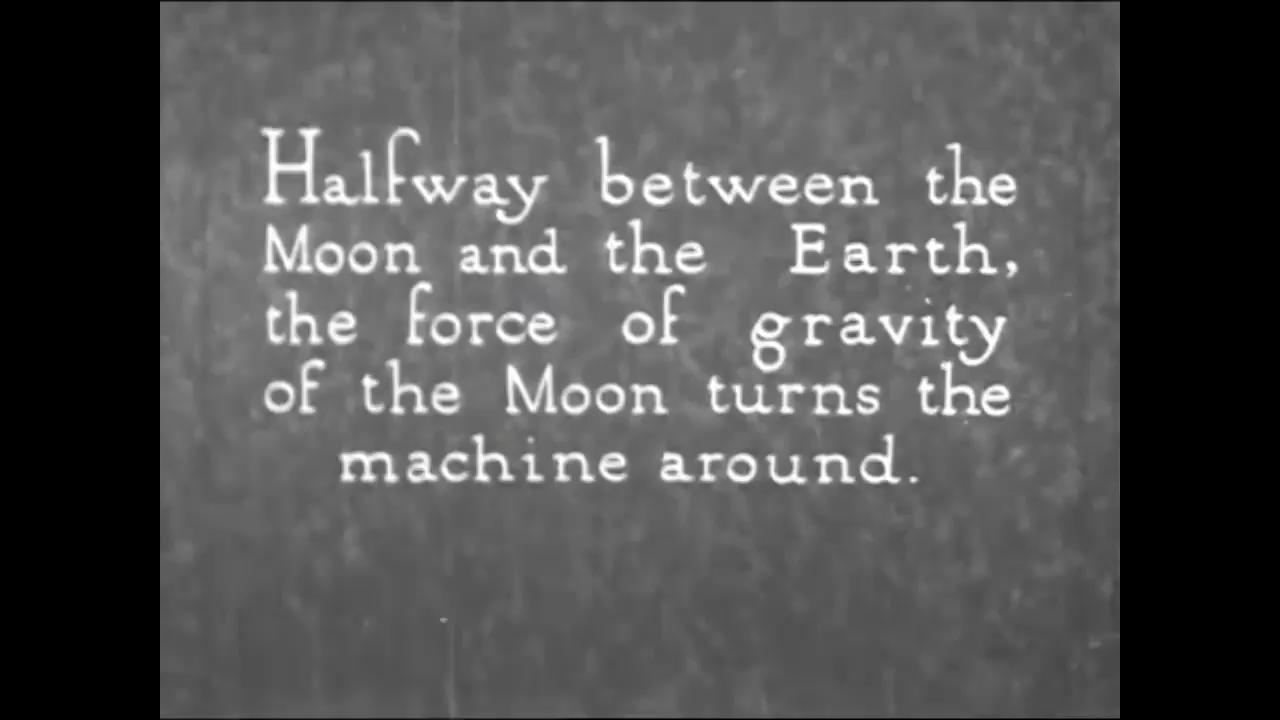 Halfway between the
Moon and the Earth,
the force of gravity
of the Moon turns the
machine around.